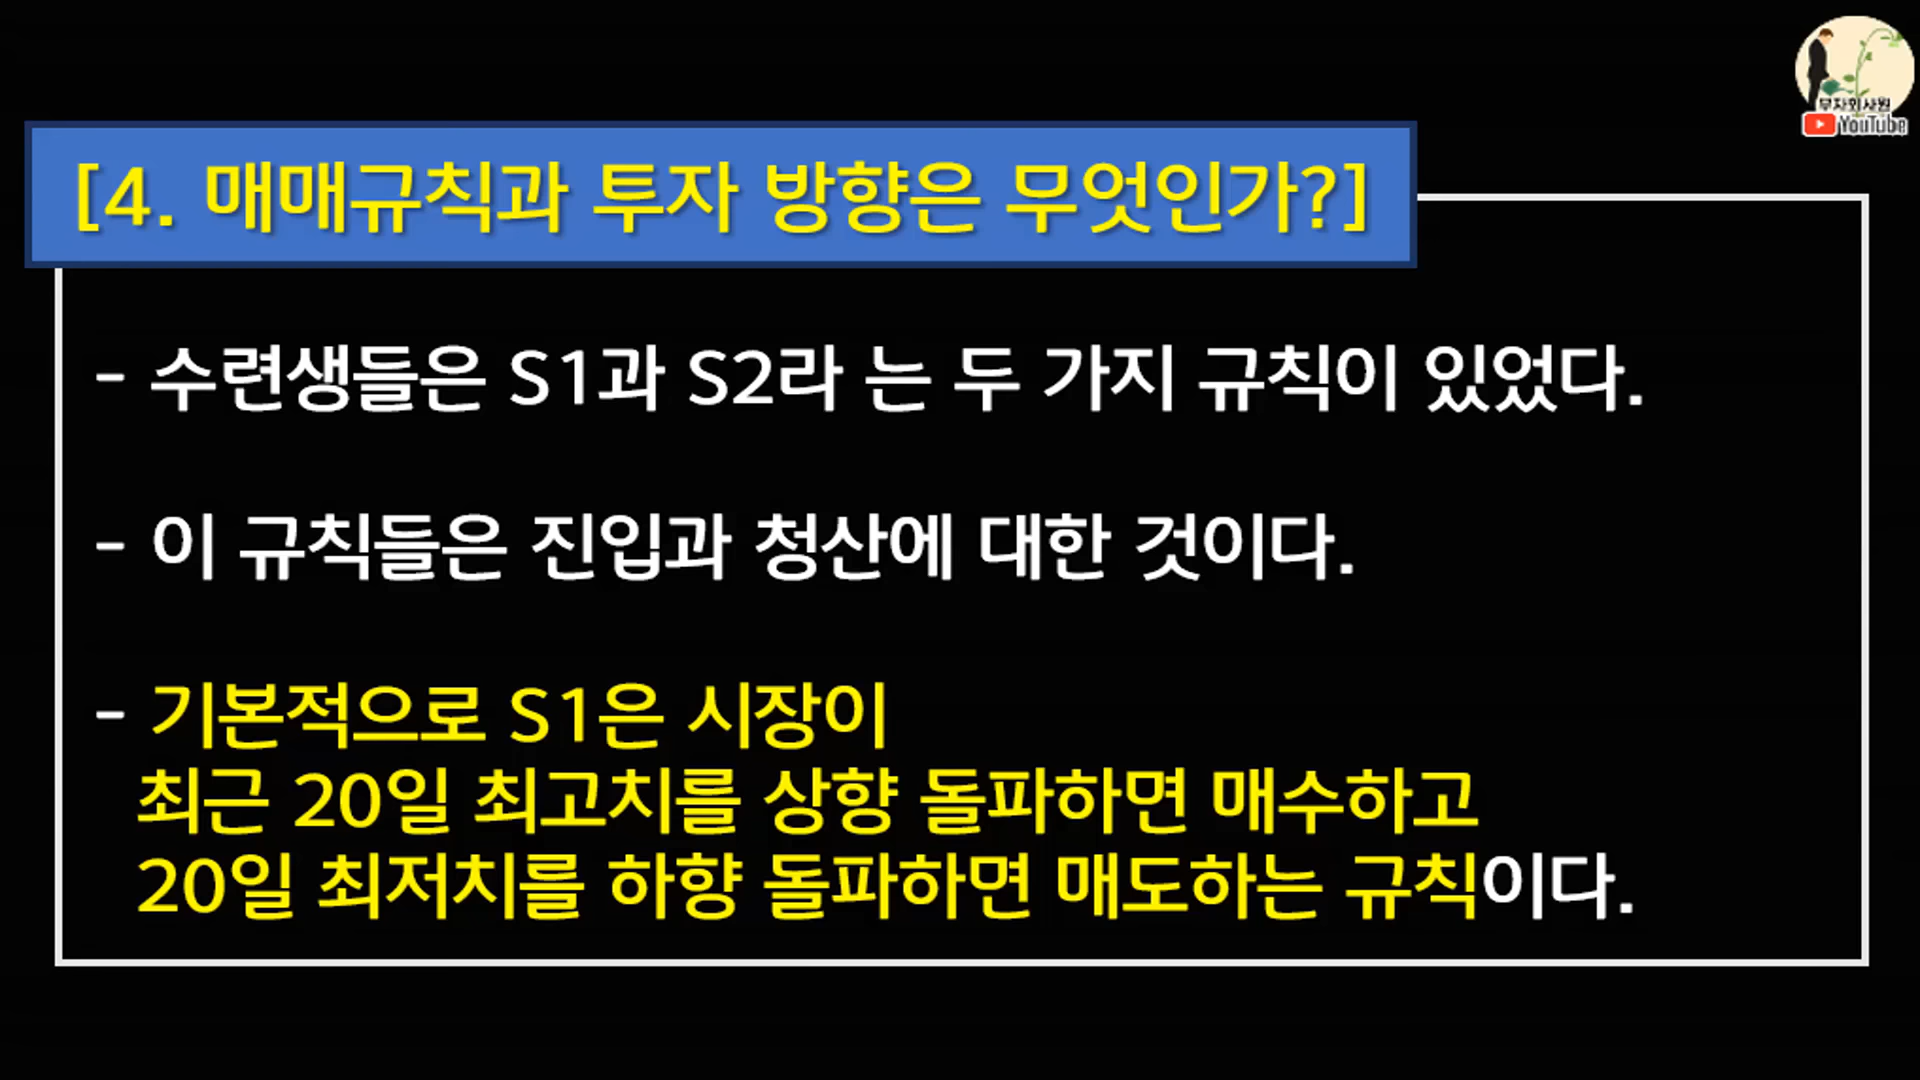 부자회사원
YouTube
[4. 매매규칙과 투자 방향은 무엇인가?]
- 수련생들은 S1과 S2라 는 두 가지 규칙이 있었다.
- 이 규칙들은 진입과 청산에 대한 것이다.
- 기본적으로 S1은 시장이
최근 20일 최고치를 상향 돌파하면 매수하고
20일 최저치를 하향 돌파하면 매도하는 규칙이다.